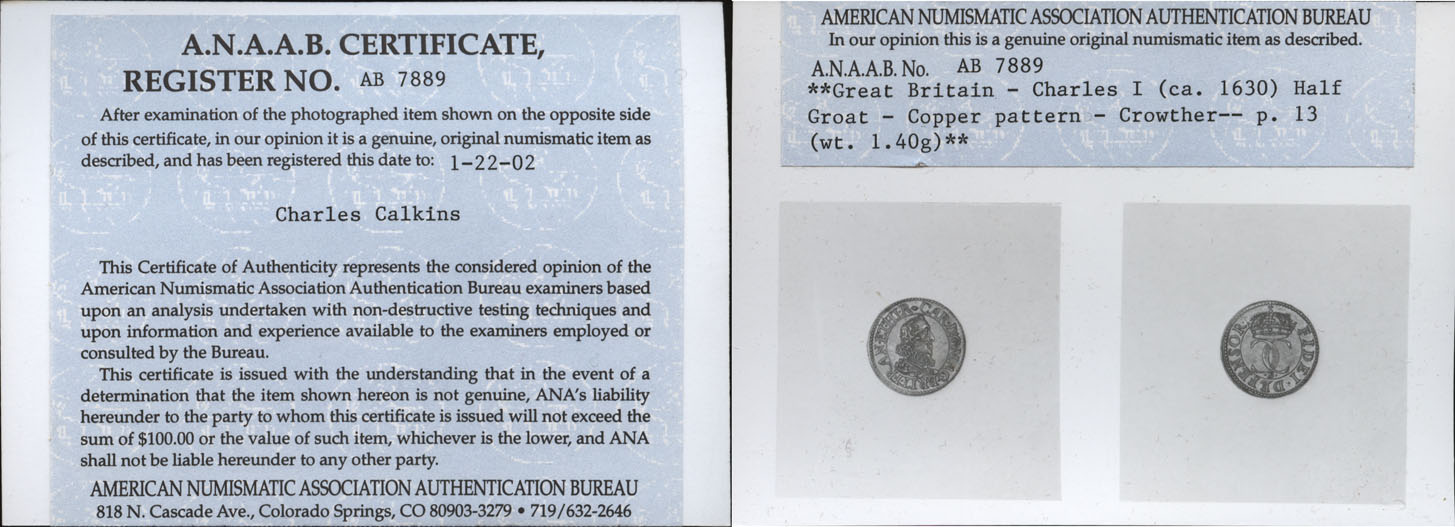 A.N.A.A.B. CERTIFICATE,
REGISTER NO. AB 7889
After examination of the photographed item shown on the opposite side
of this certificate, in our opinion it is a genuine, original numismatic item as
described, and has been registered this date to: 1-22-02
Charles Calkins
This Certificate of Authenticity represents the considered opinion of the
American Numismatic Association Authentication Bureau examiners based
upon an analysis undertaken with non-destructive testing techniques and
upon information and experience available to the examiners employed or
consulted by the Bureau.
This certificate is issued with the understanding that in the event of a
determination that the item shown hereon is not genuine, ANA's liability
hereunder to the party to whom this certificate is issued will not exceed the
sum of $100.00 or the value of such item, whichever is the lower, and ANA
shall not be liable hereunder to any other party.
AMERICAN NUMISMATIC ASSOCIATION AUTHENTICATION BUREAU
818 N. Cascade Ave., Colorado Springs, CO 80903-3279 • 719/632-2646
AMERICAN NUMISMATIC ASSOCIATION AUTHENTICATION BUREAU
In our opinion this is a genuine original numismatic item as described.
A.N.A.A.B. No. AB 7889
**Great Britain - Charles I (ca. 1630) Half
Groat - Copper pattern - Crowther-- p. 13
(wt. 1.40g)**
FIDEI DEFENSOR